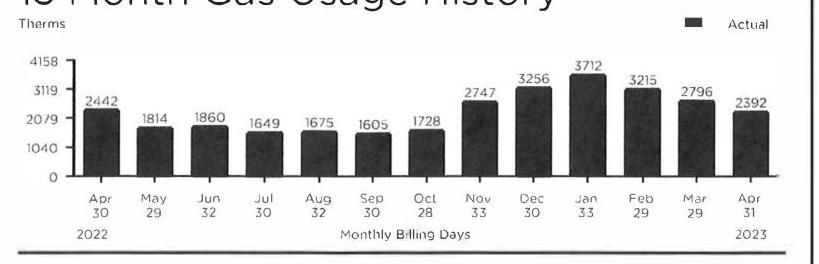 Month Gas Usage History
Therms
Actual
4158
3119
2079
1040
0
2442 1814 1860 1649 1675 1605 1728 2747 3256 3712 3215 2796 2392
Apr May Jun Jul Aug Sep Oct Nov Dec Jan Feb Mar Apr
30 29 32 30 32 30 28 33 30 33 29 29 31
2022 Monthly Billing Days 2023